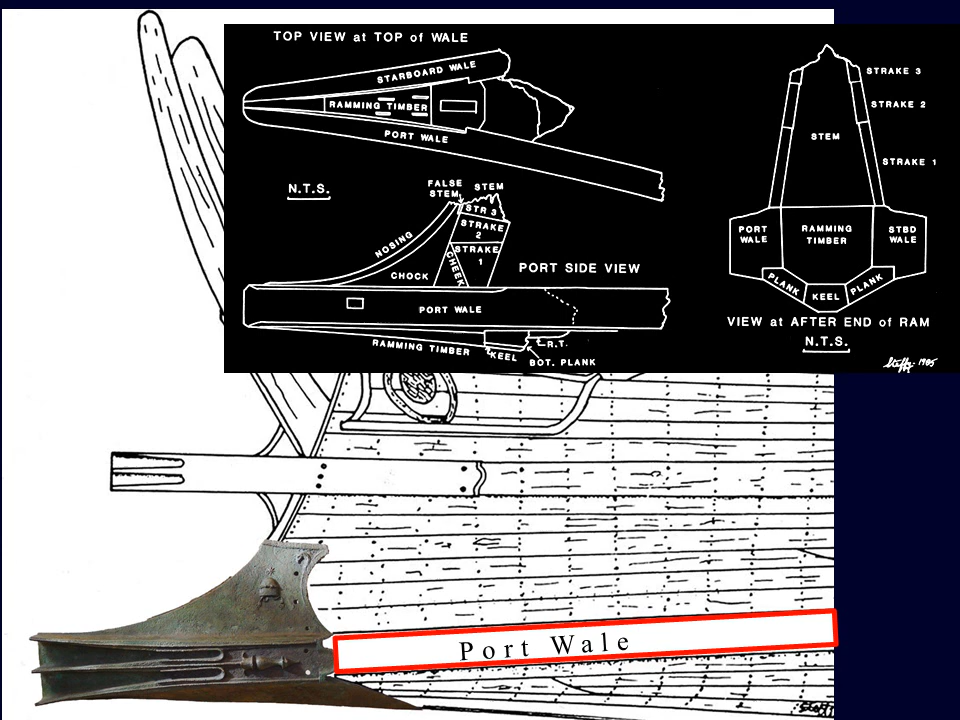 TOP VIEW at TOP of WALE
STARBOARD WALE
RAMMING TIMBER
PORT WALE
N.T.S.
FALSE
STEM
STEM
STR 3
STRAKE
2
STRAKE
1
NOSING
CHOCK
CHEEK
PORT SIDE VIEW
PORT WALE
RAMMING TIMBER
KEEL
R.T.
BOT. PLANK
STRAKE 3
STRAKE 2
STEM
STRAKE 1
PORT
WALE
RAMMING
TIMBER
STBD
WALE
PLANK
KEEL
PLANK
VIEW at AFTER END of RAM
N.T.S.
Steffy 1985
Port Wale